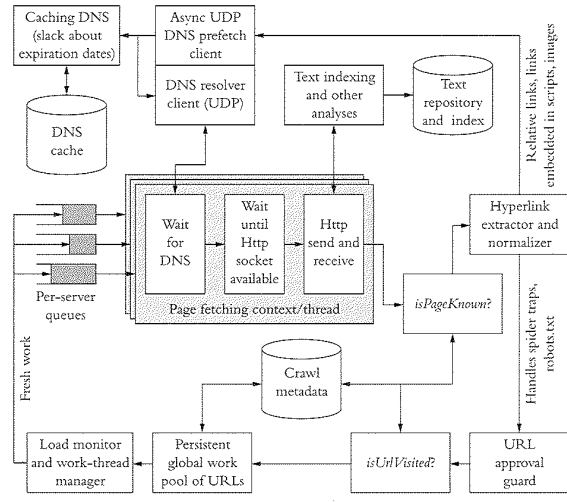 Caching DNS
(slack about
expiration dates)
Async UDP
DNS prefetch
client
DNS resolver
client (UDP)
DNS
cache
Text indexing
and other
analyses
Text
repository
and index
Relative links, links
embedded in scripts, images
Wait
for
DNS
Wait
until
Http
socket
available
Http
send and
receive
Page fetching context/thread
Per-server
queues
Hyperlink
extractor and
normalizer
isPageKnown?
Handles spider traps,
robots.txt
Fresh work
Crawl
metadata
Load monitor
and work-thread
manager
Persistent
global work
pool of URLs
isUrlVisited?
URL
approval
guard